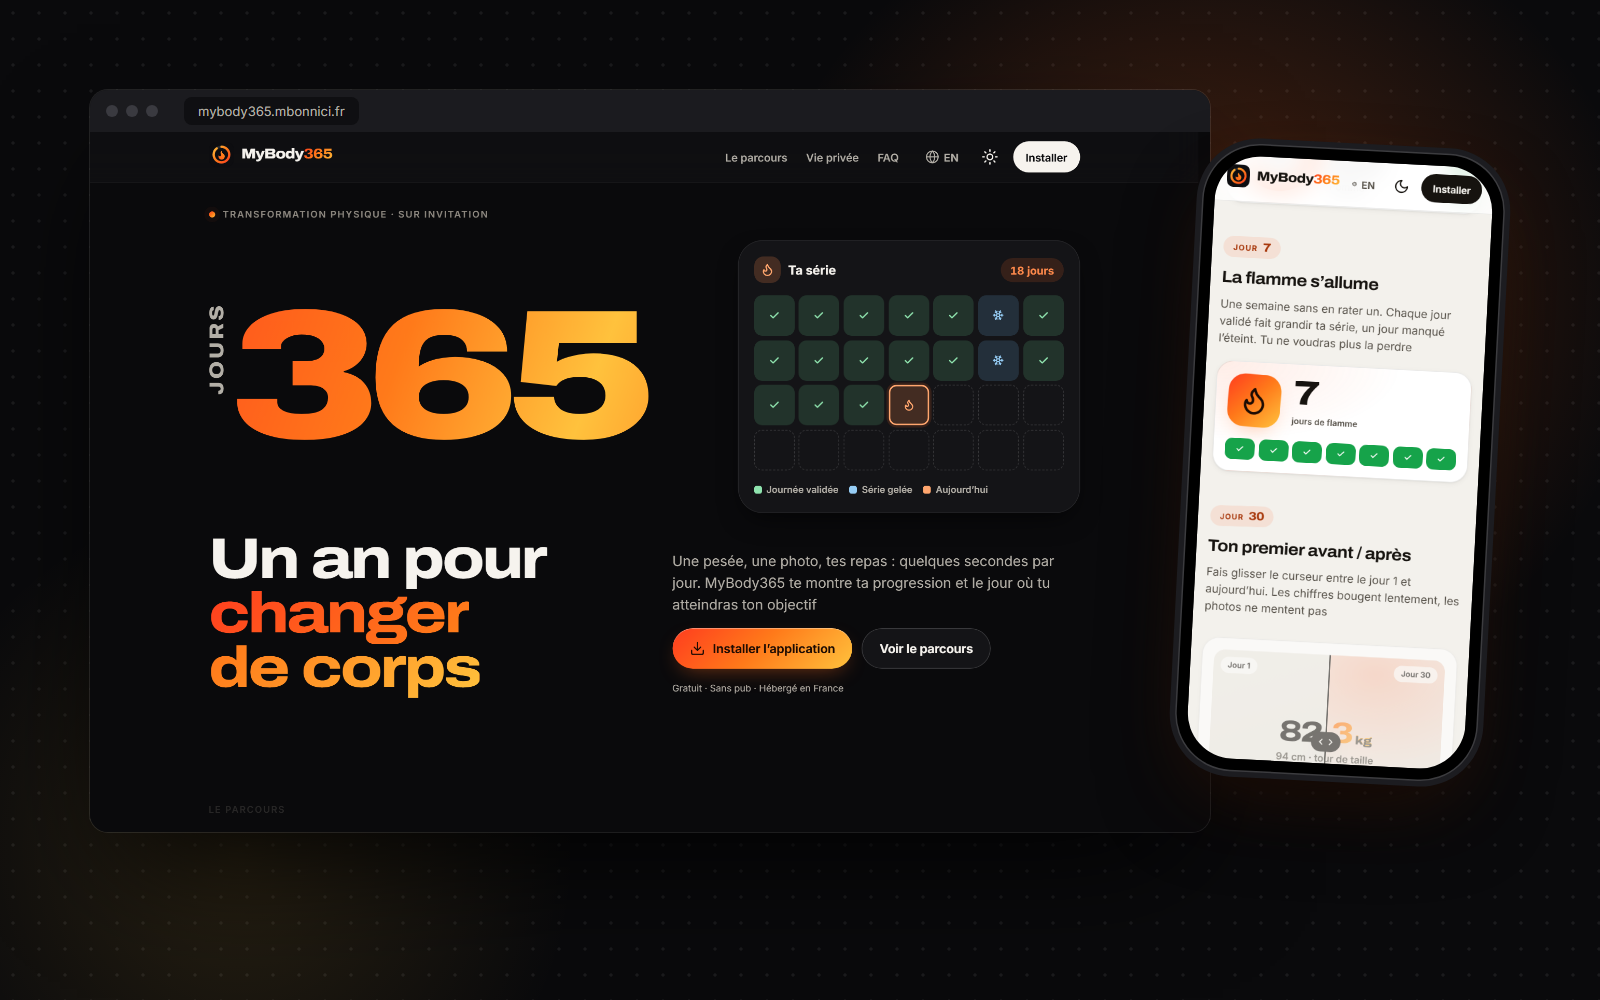 mybody365.mbonnici.fr
MyBody365
Le parcours
Vie privée
FAQ
EN
Installer
TRANSFORMATION PHYSIQUE · SUR INVITATION
JOURS
365
Ta série
18 jours
Journée validée
Série gelée
Aujourd’hui
Un an pour
changer
de corps
Une pesée, une photo, tes repas : quelques secondes par
jour. MyBody365 te montre ta progression et le jour où tu
atteindras ton objectif
Installer l’application
Voir le parcours
Gratuit · Sans pub · Hébergé en France
LE PARCOURS
MyBody365
EN
Installer
JOUR 7
La flamme s’allume
Une semaine sans en rater un. Chaque jour
validé fait grandir ta série, un jour manqué
l’éteint. Tu ne voudras plus la perdre
7
jours de flamme
JOUR 30
Ton premier avant / après
Fais glisser le curseur entre le jour 1 et
aujourd’hui. Les chiffres bougent lentement, les
photos ne mentent pas
Jour 1
Jour 30
kg
94 cm · tour de taille